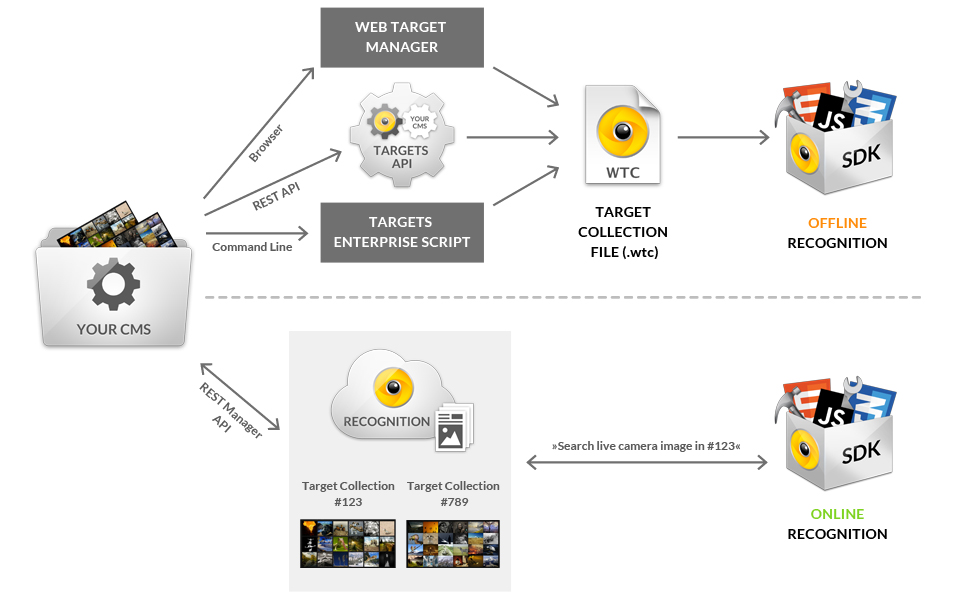 WEB TARGET
MANAGER
Browser
YOUR
CMS
TARGETS
API
REST API
TARGETS
ENTERPRISE SCRIPT
Command Line
WTC
TARGET
COLLECTION
FILE (.wtc)
JS
SDK
OFFLINE
RECOGNITION
YOUR CMS
REST Manager
API
RECOGNITION
Target Collection
#123
Target Collection
#789
»Search live camera image in #123«
JS
SDK
ONLINE
RECOGNITION